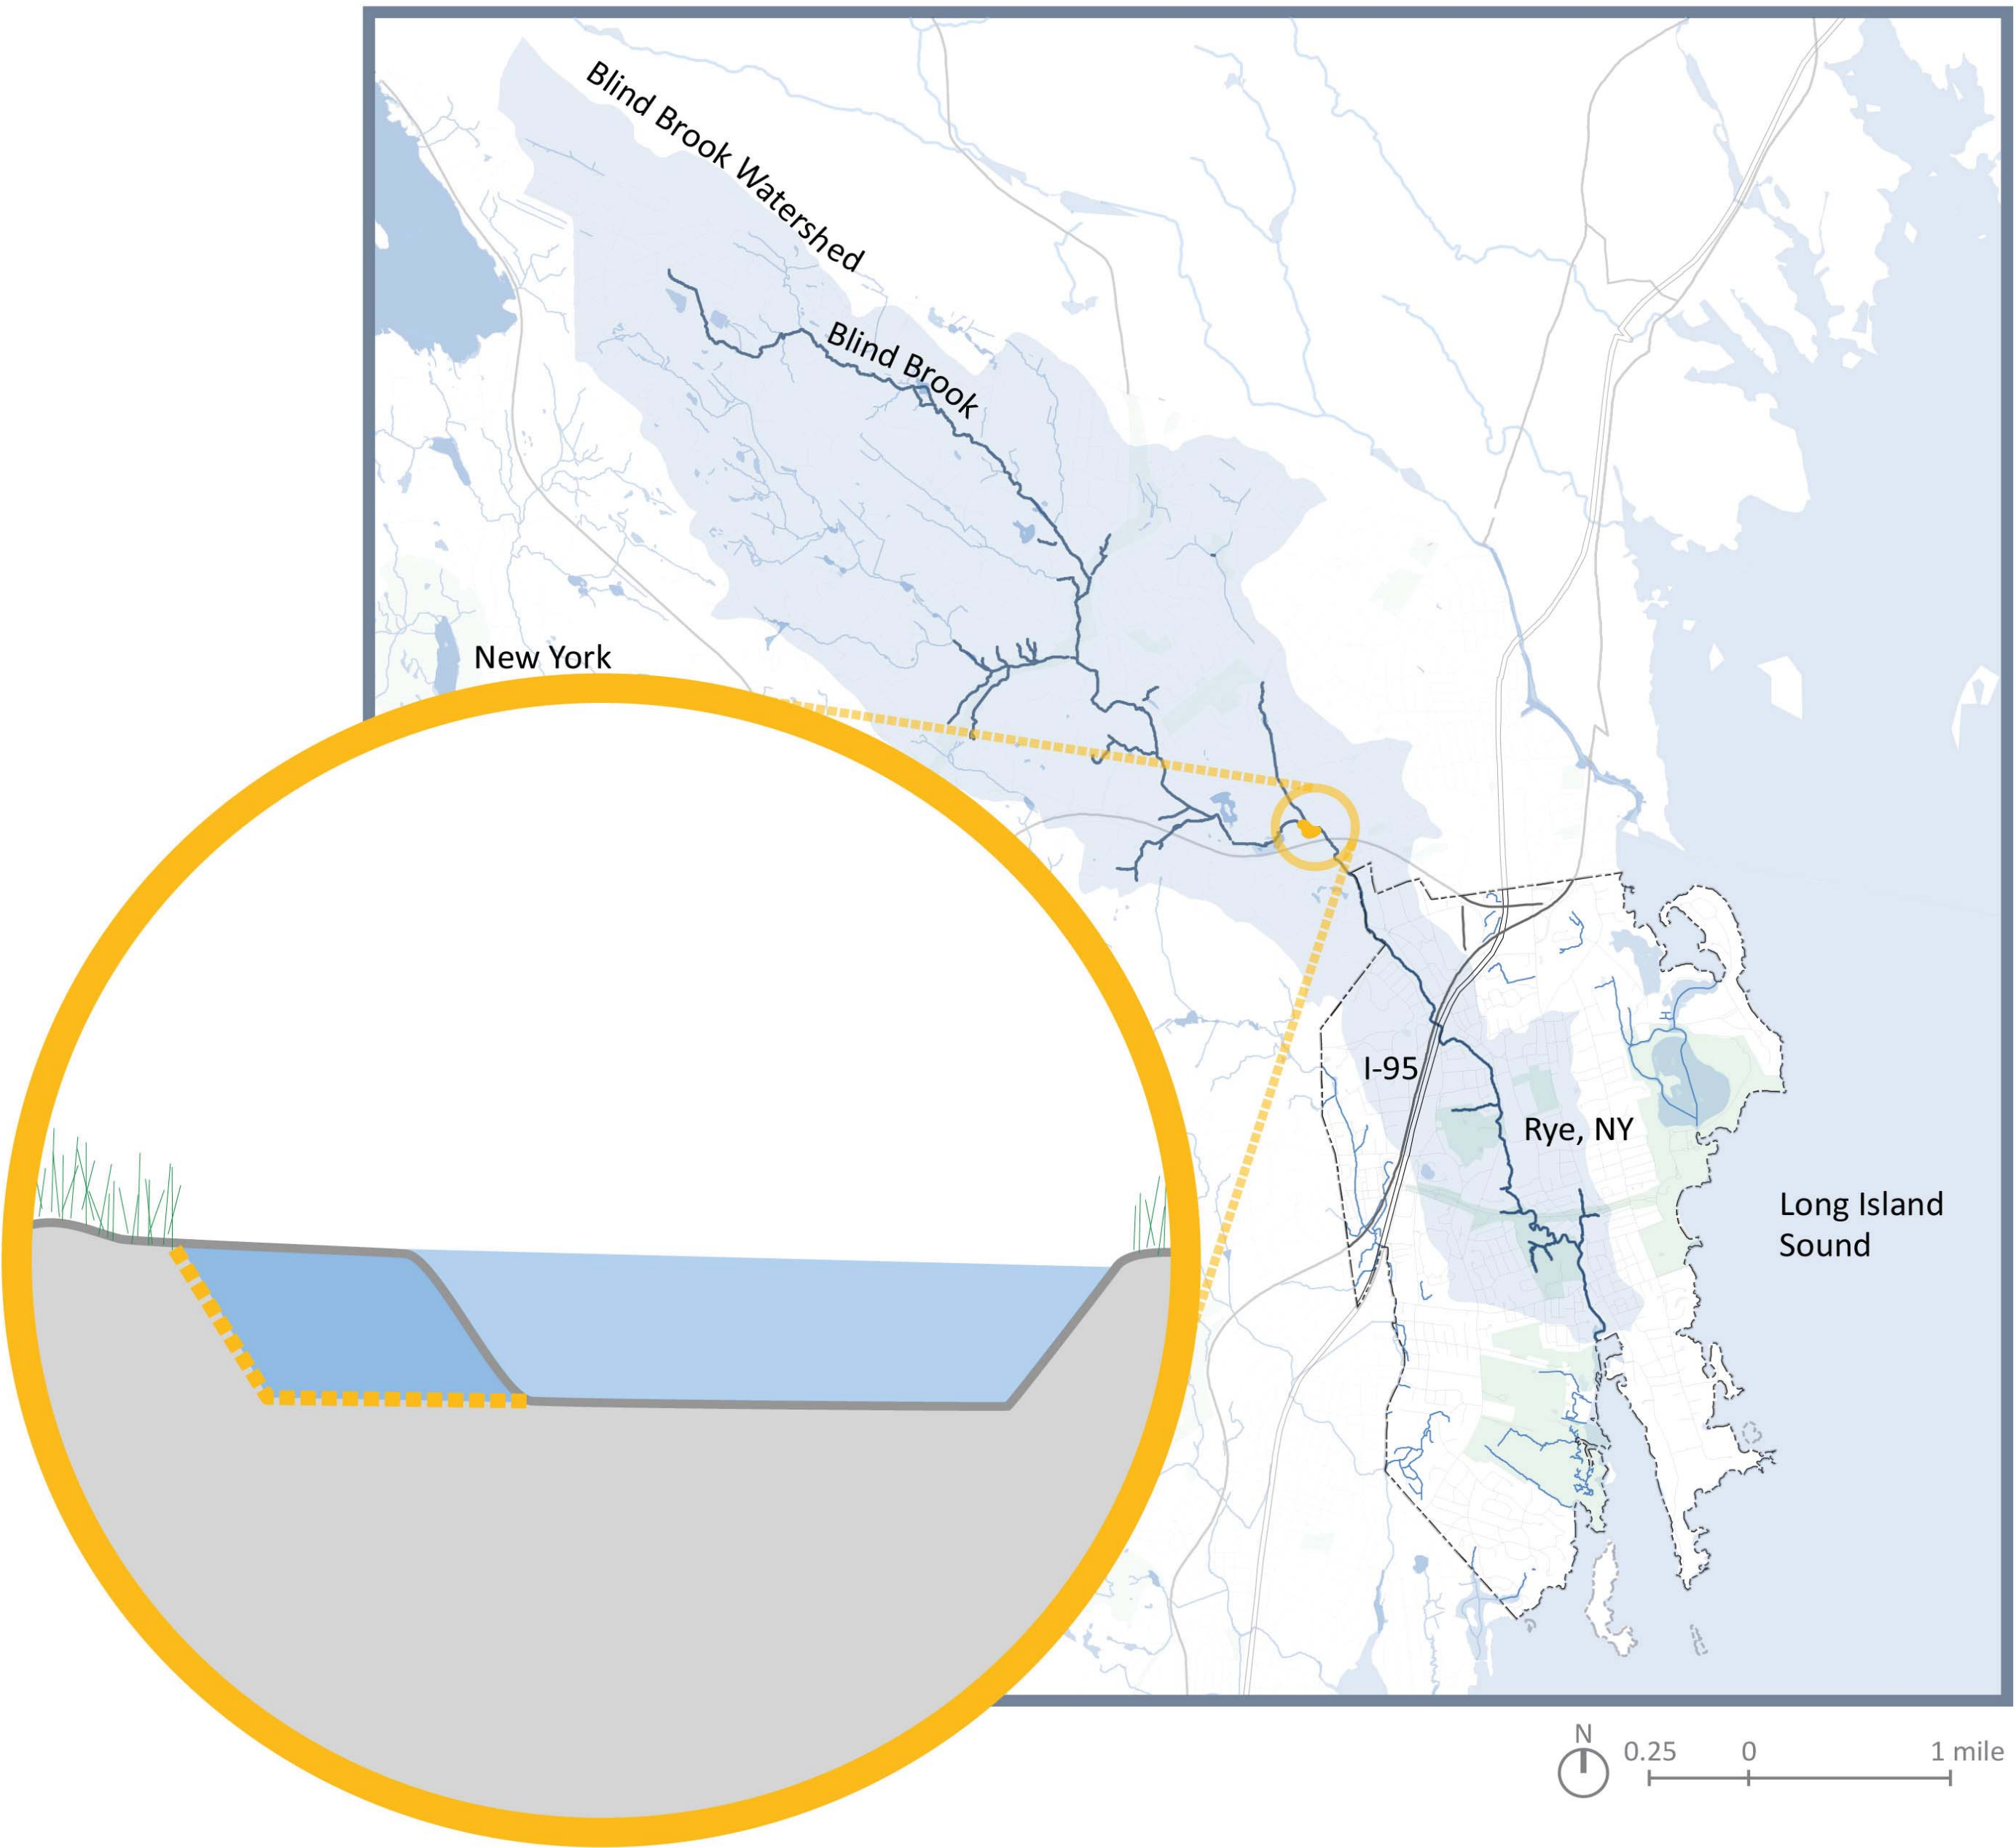 Blind Brook Watershed
Blind Brook
New York
I-95
Rye, NY
Long Island
Sound
N
0.25 0 1 mile